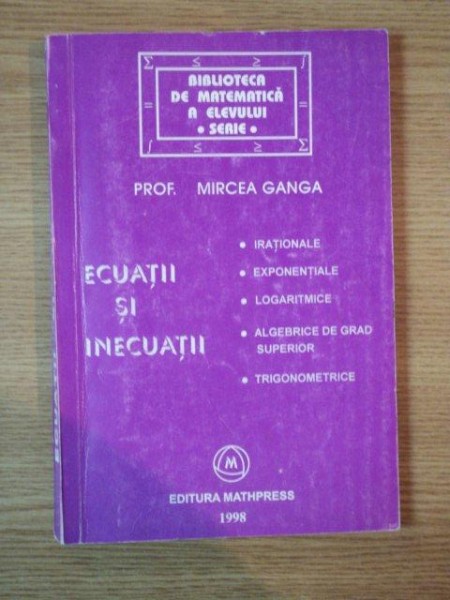 Σ ≤ ≥ ∫
BIBLIOTECA
DE MATEMATICĂ
= A ELEVULUI =
• SERIE •
∫ ≤ ≥ Σ
PROF. MIRCEA GANGA
ECUAȚII
ȘI
INECUAȚII
• IRAȚIONALE
• EXPONENȚIALE
• LOGARITMICE
• ALGEBRICE DE GRAD
SUPERIOR
• TRIGONOMETRICE
M
EDITURA MATHPRESS
1998